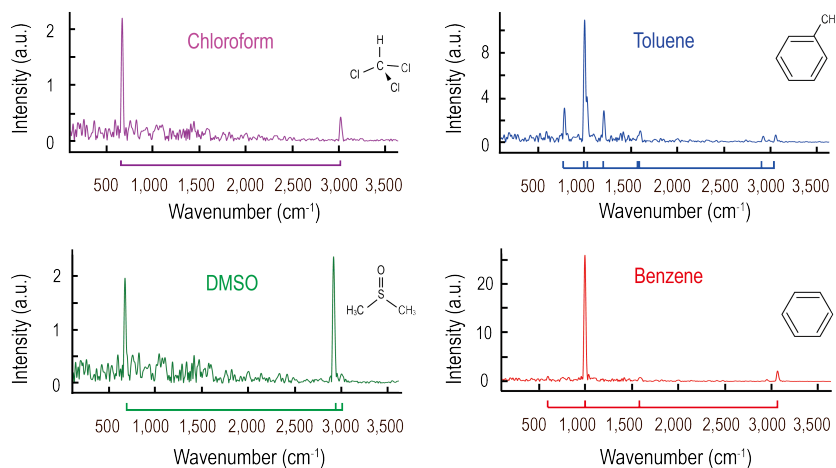 Chloroform
Intensity (a.u.)
2
1
0
H
C
Cl
Cl
Cl
500 1,000 1,500 2,000 2,500 3,000 3,500
Wavenumber (cm-1)
Toluene
Intensity (a.u.)
8
4
0
CH
500 1,000 1,500 2,000 2,500 3,000 3,500
Wavenumber (cm-1)
DMSO
Intensity (a.u.)
2
1
0
O
S
H3C
CH3
500 1,000 1,500 2,000 2,500 3,000 3,500
Wavenumber (cm-1)
Benzene
Intensity (a.u.)
20
10
0
500 1,000 1,500 2,000 2,500 3,000 3,500
Wavenumber (cm-1)